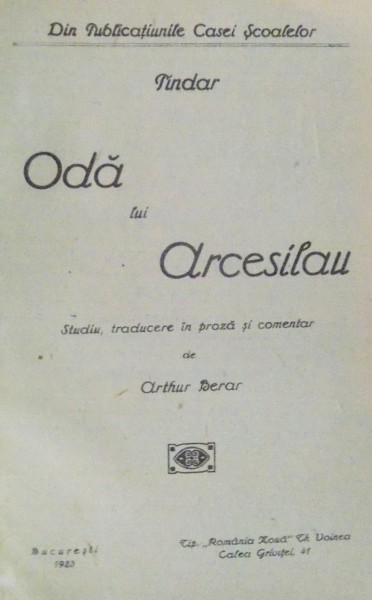 Din Publicațiunile Casei Școalelor
Pindar
Odă
lui
Arcesilau
Studiu, traducere în proză și comentar
de
Arthur Berar
București
1923
Tip. „România Nouă" Th. Voinea
Calea Griviței, 41